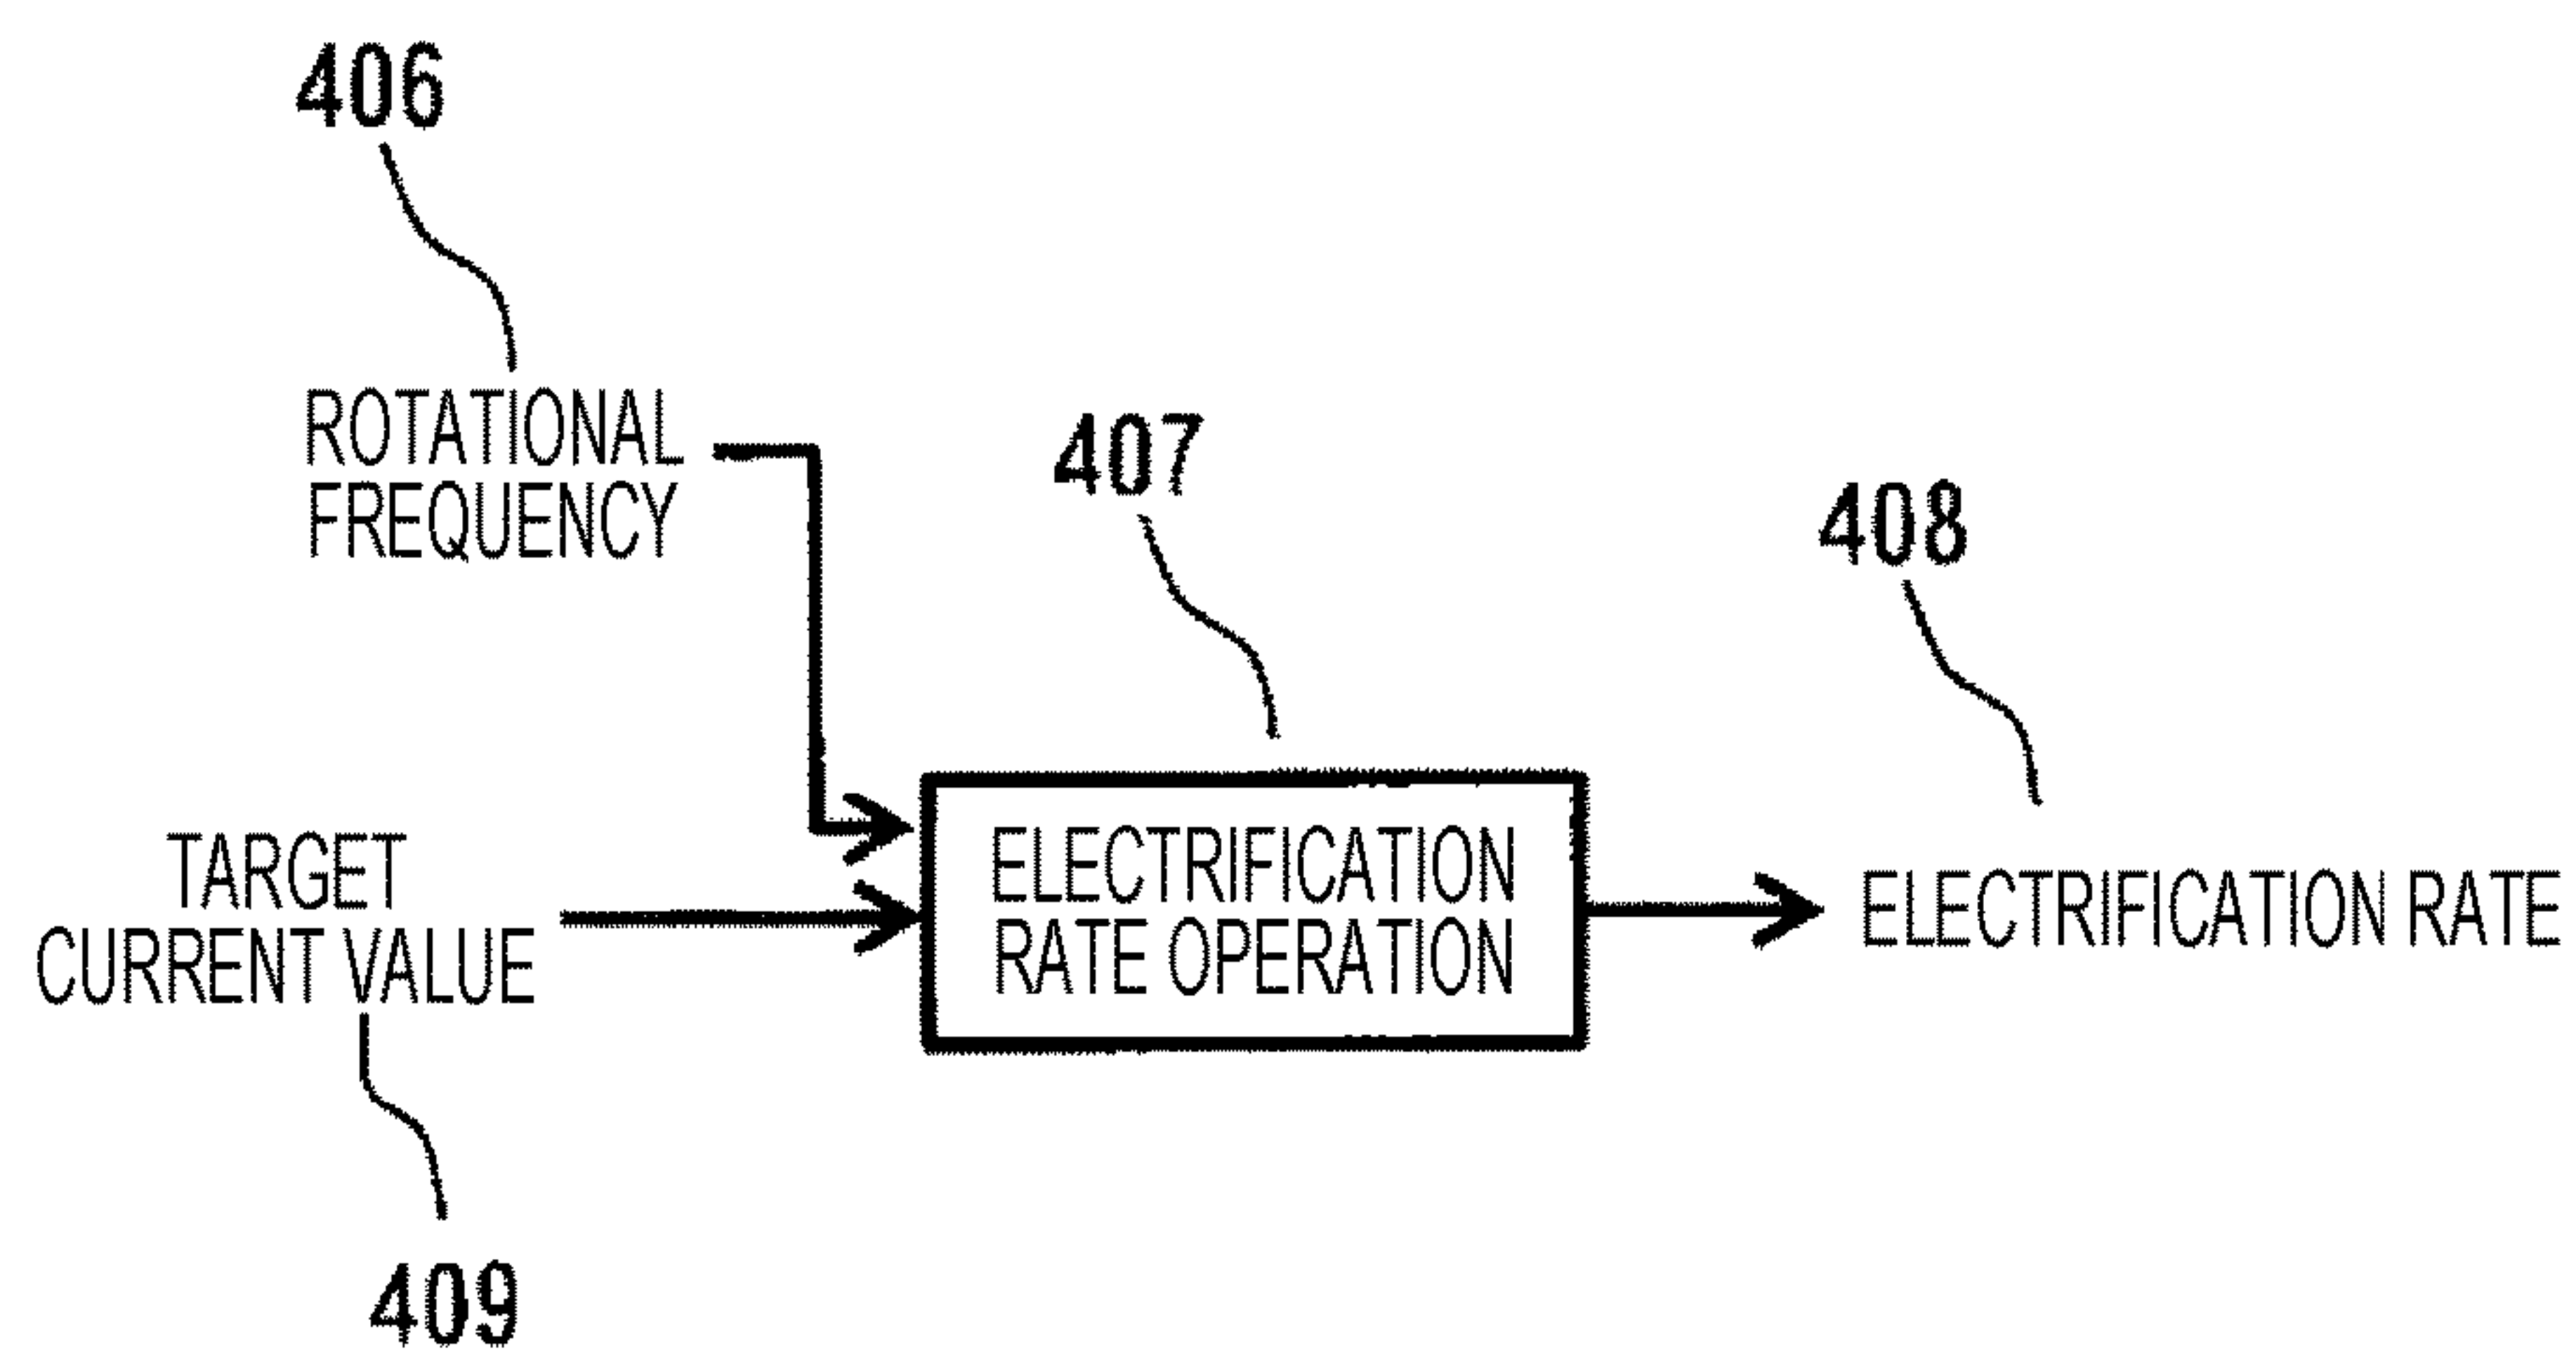 406
ROTATIONAL
FREQUENCY
407
408
TARGET
CURRENT VALUE
ELECTRIFICATION
RATE OPERATION
ELECTRIFICATION RATE
409